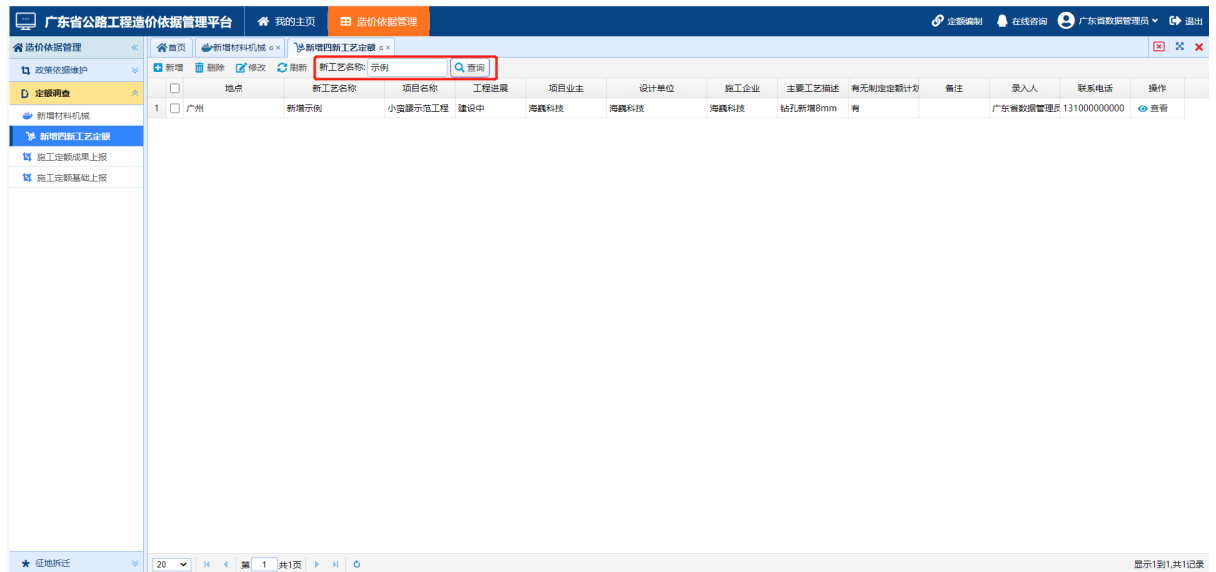 广东省公路工程造价依据管理平台 我的主页 造价依据管理 定额编制 在线咨询 广东省数据管理员 退出
造价依据管理 首页 新增材料机械 新增四新工艺定额
政策依据维护 新增 删除 修改 刷新 新工艺名称: 示例 查询
定额调查 地点 新工艺名称 项目名称 工程进展 项目业主 设计单位 施工企业 主要工艺描述 有无制定定额计划 备注 录入人 联系电话 操作
1 广州 新增示例 小蛮腰示范工程 建设中 海巍科技 海巍科技 海巍科技 钻孔新增8mm 有 广东省数据管理员 131000000000 查看
新增材料机械
新增四新工艺定额
施工定额成果上报
施工定额基础上报
征地拆迁 20 第 1 共1页 显示1到1,共1记录